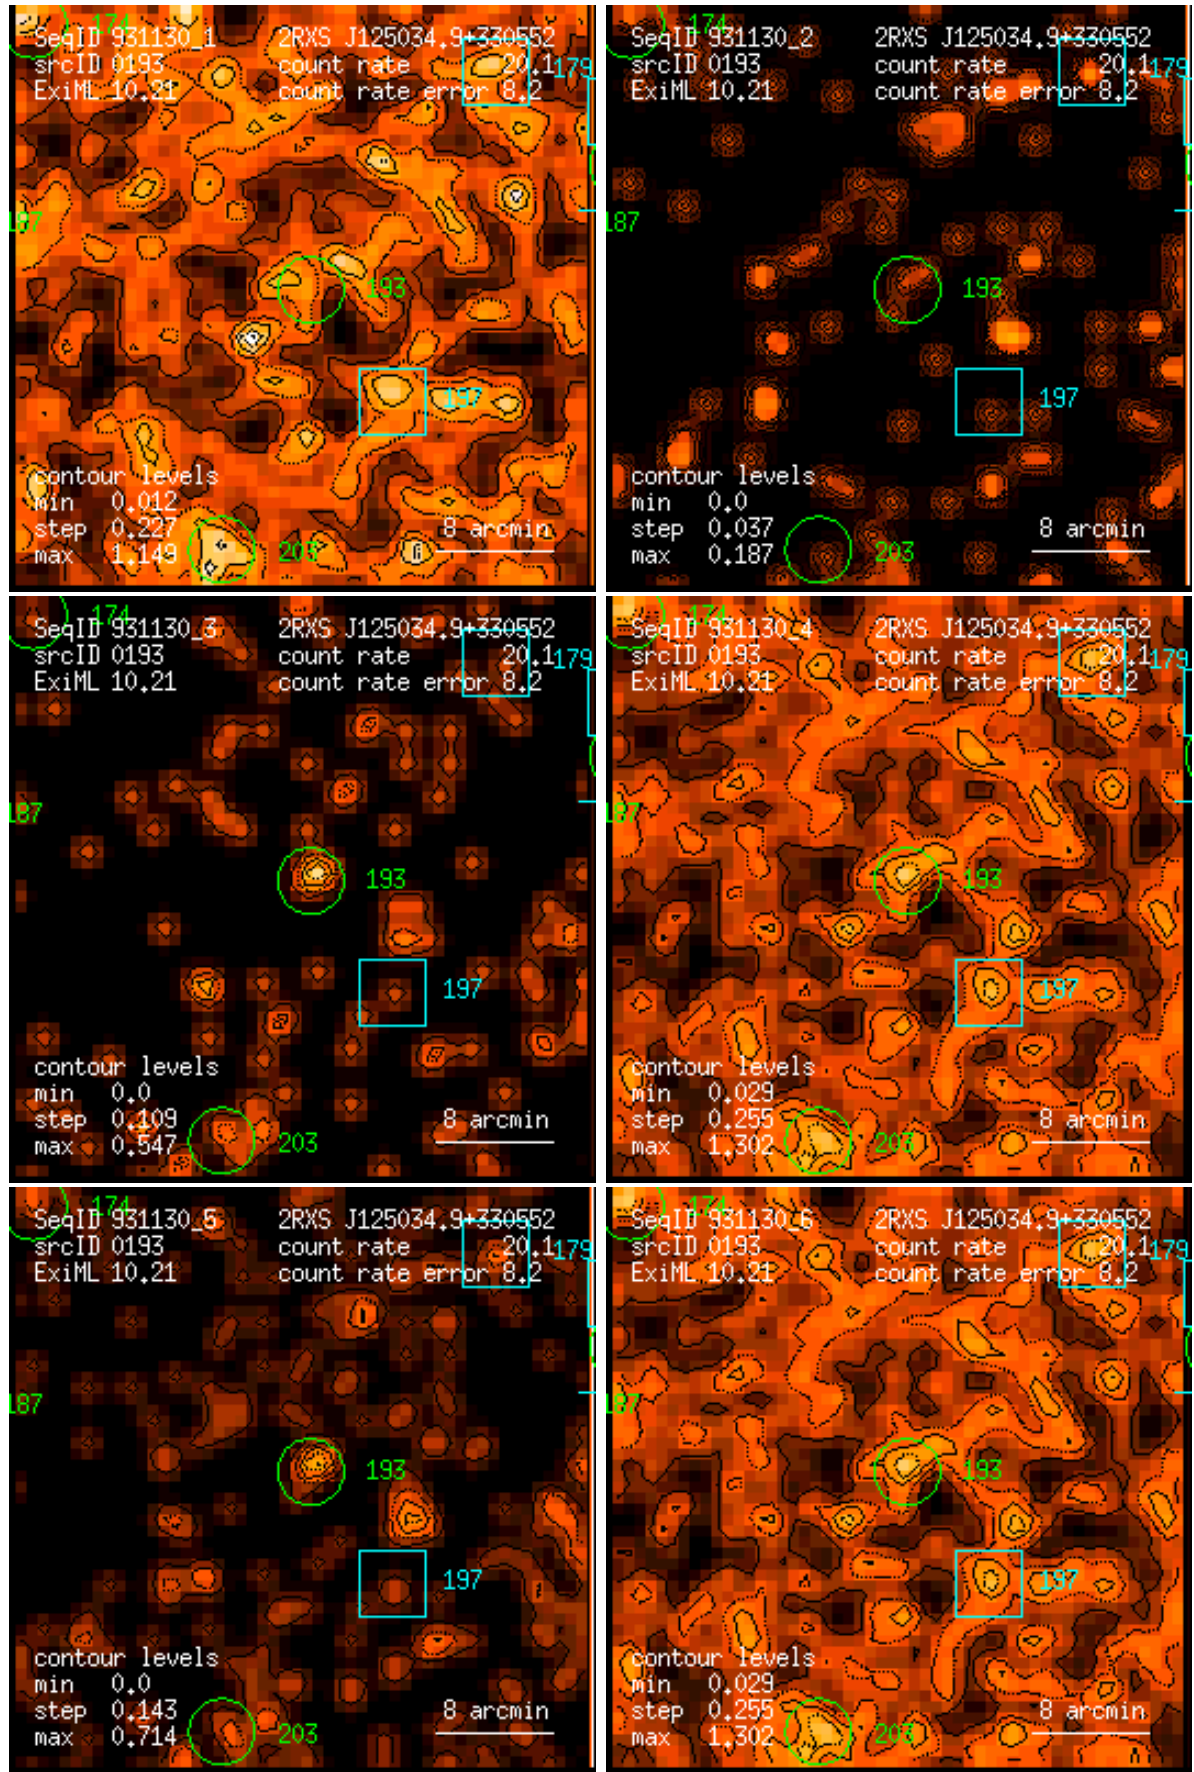 174
SeqID 931130_1 2RXS J125034.9+330552
srcID 0193 count rate 20.1 179
ExiML 10.21 count rate error 8.2
187
193
197
contour levels
min 0.012
step 0.227 8 arcmin
max 1.149 203
174
SeqID 931130_2 2RXS J125034.9+330552
srcID 0193 count rate 20.1 179
ExiML 10.21 count rate error 8.2
187
193
197
contour levels
min 0.0
step 0.037 8 arcmin
max 0.187 203
174
SeqID 931130_3 2RXS J125034.9+330552
srcID 0193 count rate 20.1 179
ExiML 10.21 count rate error 8.2
187
193
197
contour levels
min 0.0
step 0.109 8 arcmin
max 0.547 203
174
SeqID 931130_4 2RXS J125034.9+330552
srcID 0193 count rate 20.1 179
ExiML 10.21 count rate error 8.2
187
193
197
contour levels
min 0.029
step 0.255 8 arcmin
max 1.302 203
174
SeqID 931130_5 2RXS J125034.9+330552
srcID 0193 count rate 20.1 179
ExiML 10.21 count rate error 8.2
187
193
197
contour levels
min 0.0
step 0.143 8 arcmin
max 0.714 203
174
SeqID 931130_6 2RXS J125034.9+330552
srcID 0193 count rate 20.1 179
ExiML 10.21 count rate error 8.2
187
193
197
contour levels
min 0.029
step 0.255 8 arcmin
max 1.302 203